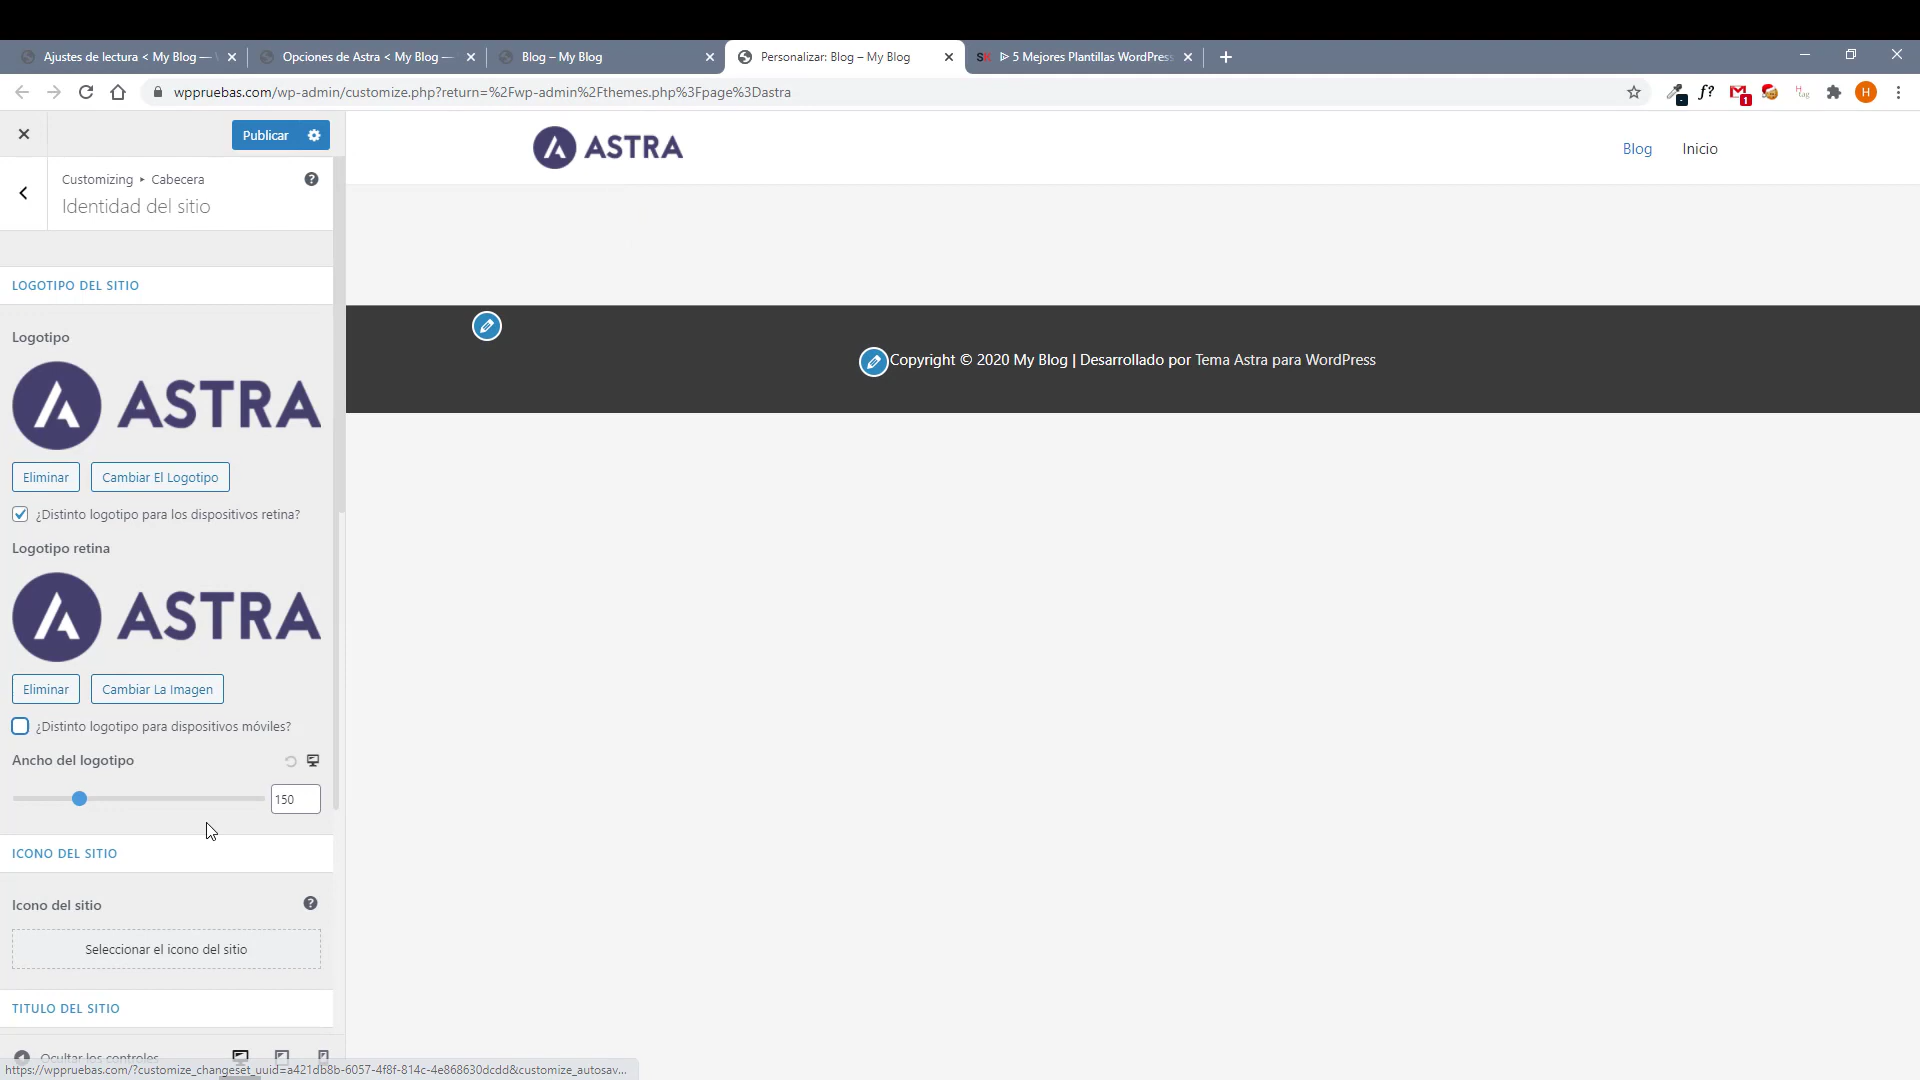 Ajustes de lectura < My Blog —
Opciones de Astra < My Blog —
Blog – My Blog
Personalizar: Blog – My Blog
SK
5 Mejores Plantillas WordPress
wppruebas.com/wp-admin/customize.php?return=%2Fwp-admin%2Fthemes.php%3Fpage%3Dastra
f?
1
H
tag
H
Publicar
Customizing ▸ Cabecera
Identidad del sitio
LOGOTIPO DEL SITIO
Logotipo
ASTRA
Eliminar
Cambiar El Logotipo
¿Distinto logotipo para los dispositivos retina?
Logotipo retina
ASTRA
Eliminar
Cambiar La Imagen
¿Distinto logotipo para dispositivos móviles?
Ancho del logotipo
150
ICONO DEL SITIO
Icono del sitio
Seleccionar el icono del sitio
TITULO DEL SITIO
Ocultar los controles
https://wppruebas.com/?customize_changeset_uuid=a421db8b-6057-4f8f-814c-4e868630dcdd&customize_autosav...
ASTRA
Blog
Inicio
Copyright © 2020 My Blog | Desarrollado por Tema Astra para WordPress